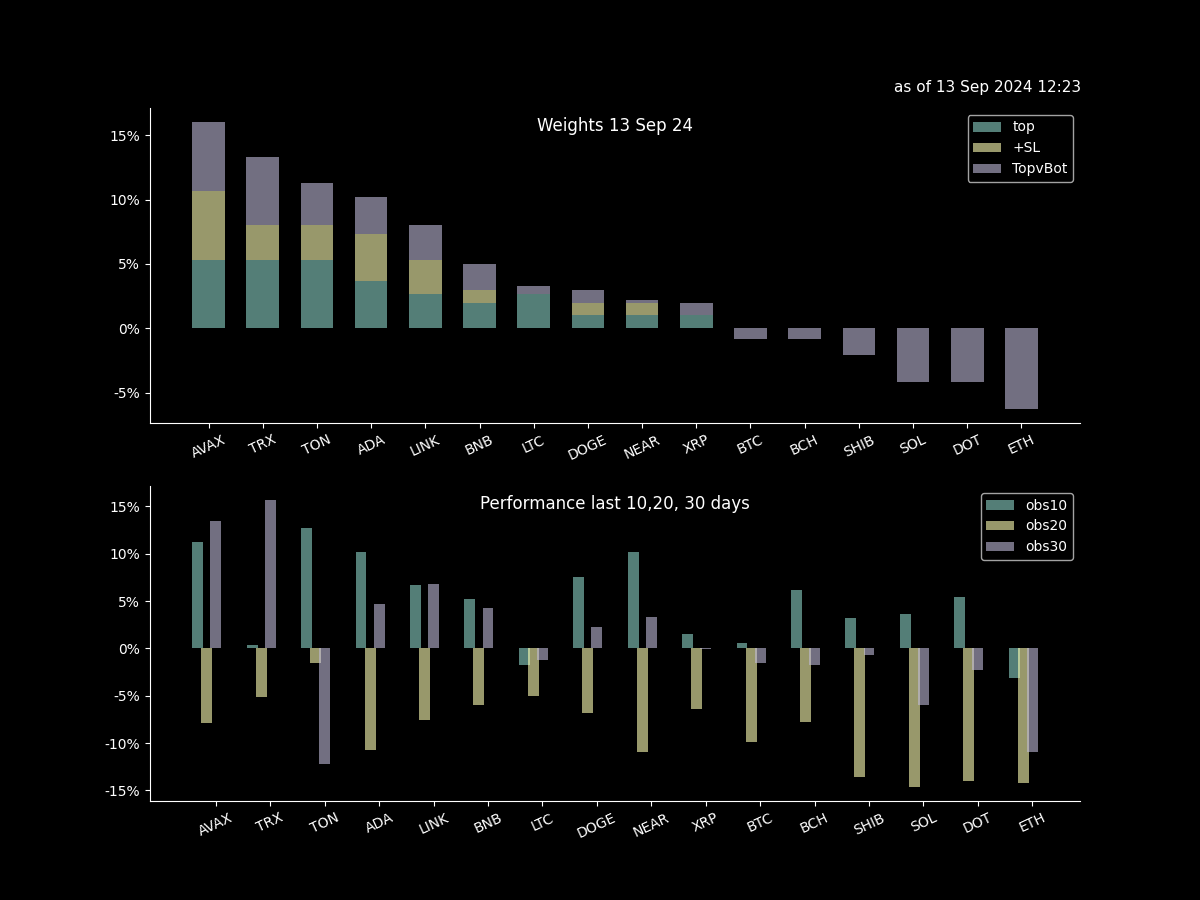 as of 13 Sep 2024 12:23
Weights 13 Sep 24
top
+SL
TopvBot
15%
10%
5%
0%
-5%
AVAX TRX TON ADA LINK BNB LTC DOGE NEAR XRP BTC BCH SHIB SOL DOT ETH
Performance last 10,20, 30 days
obs10
obs20
obs30
15%
10%
5%
0%
-5%
-10%
-15%
AVAX TRX TON ADA LINK BNB LTC DOGE NEAR XRP BTC BCH SHIB SOL DOT ETH